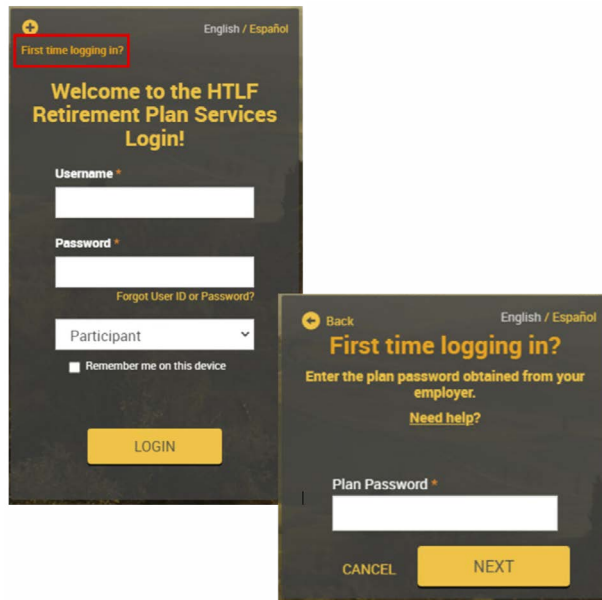 English / Español
First time logging in?
Welcome to the HTLF
Retirement Plan Services
Login!
Username *
Password *
Forgot User ID or Password?
Participant
Remember me on this device
LOGIN
Back
English / Español
First time logging in?
Enter the plan password obtained from your
employer.
Need help?
Plan Password *
CANCEL
NEXT